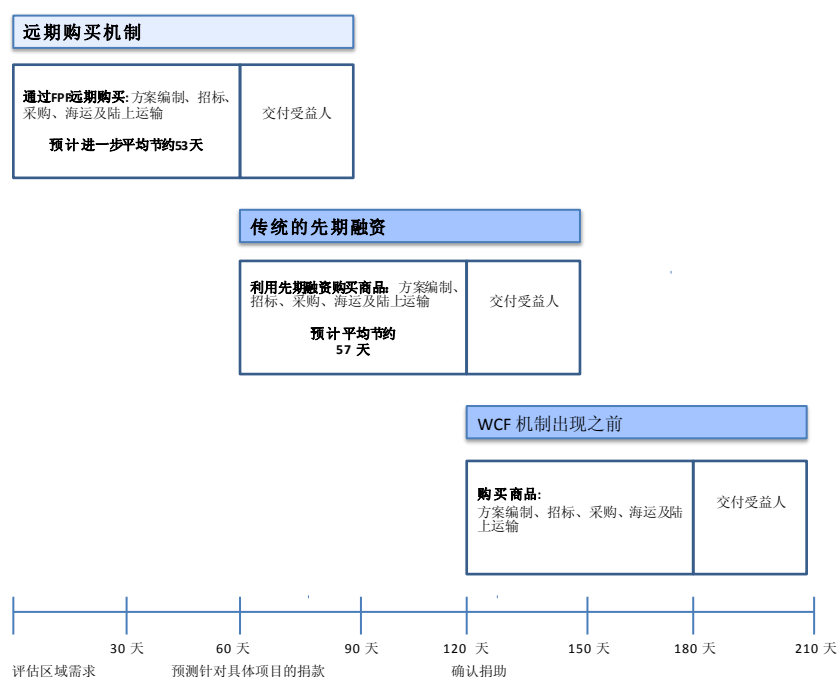 远期购买机制
通过FPF远期购买: 方案编制、招标、
采购、海运及陆上运输
预计进一步平均节约53天
交付受益人
传统的先期融资
利用先期融资购买商品: 方案编制、
招标、采购、海运及陆上运输
预计平均节约
57 天
交付受益人
WCF 机制出现之前
购买商品:
方案编制、招标、采购、海运及陆
上运输
交付受益人
30 天
60 天
90 天
120 天
150 天
180 天
210 天
评估区域需求
预测针对具体项目的捐款
确认捐助